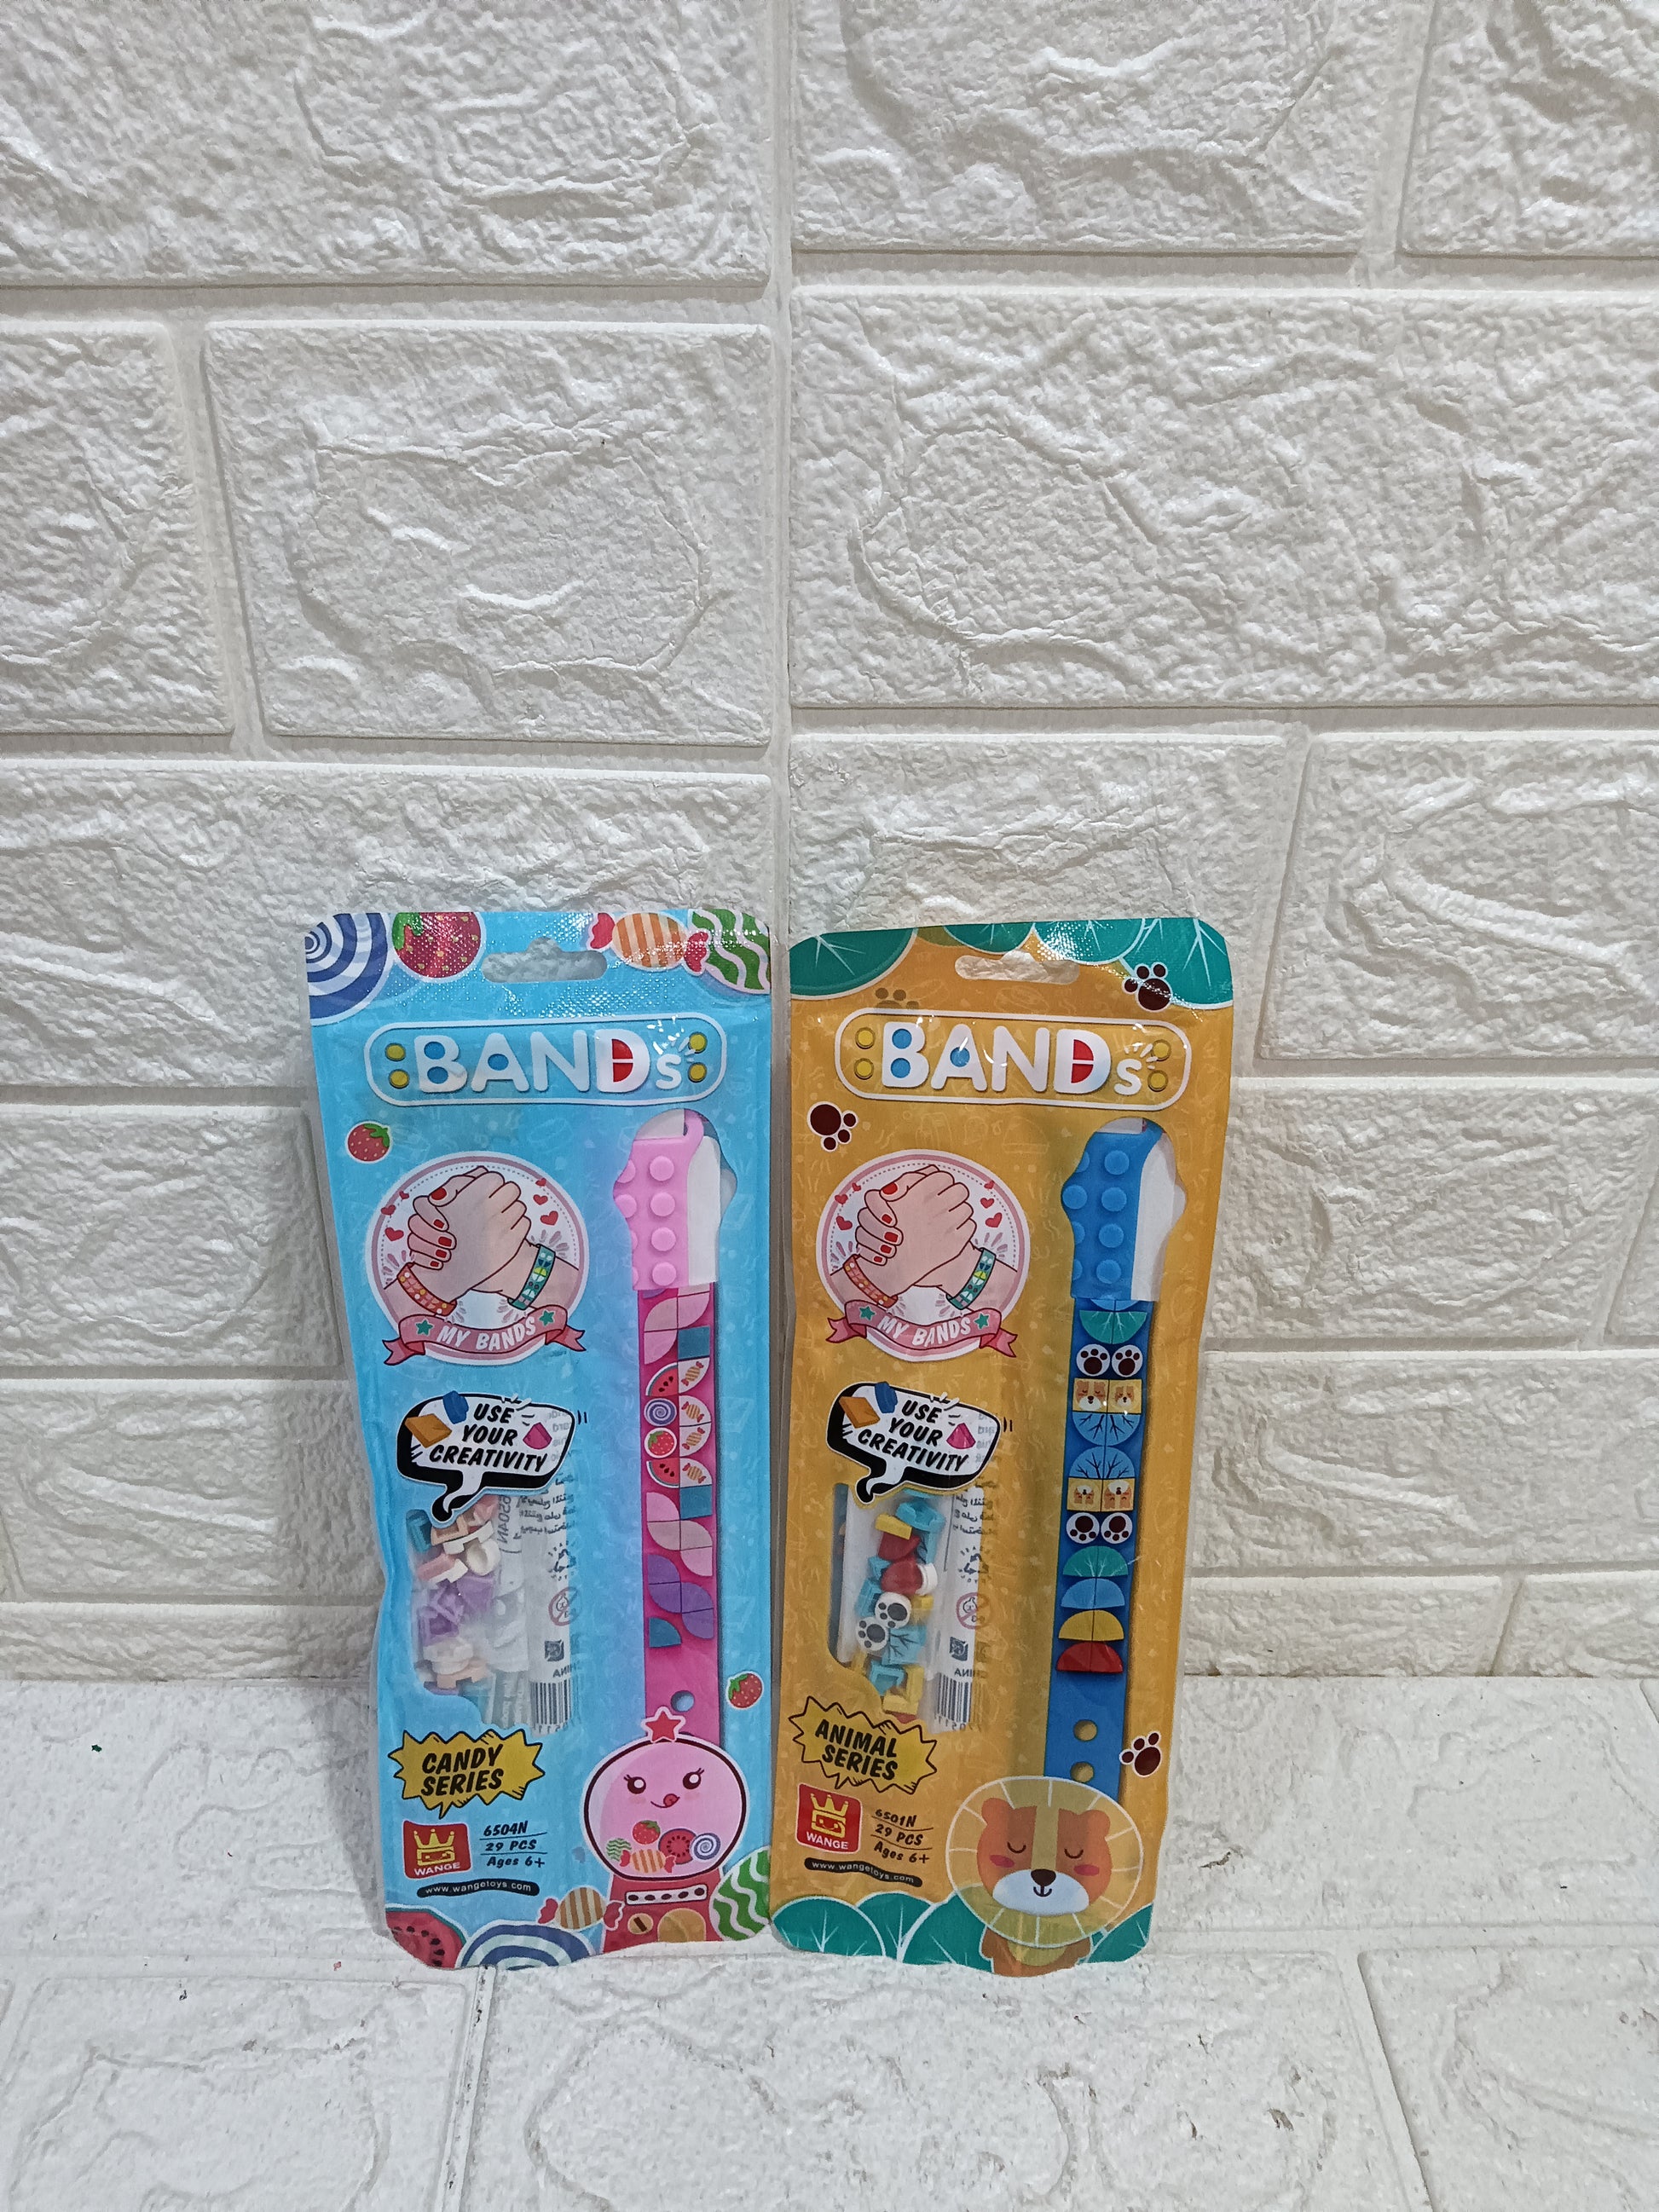 BANDs
MY BANDS
USE
YOUR
CREATIVITY
CANDY
SERIES
WANGE
6504N
29 PCS
Ages 6+
www.wangetoys.com
BANDs
MY BANDS
USE
YOUR
CREATIVITY
ANIMAL
SERIES
WANGE
6501N
29 PCS
Ages 6+
www.wangetoys.com